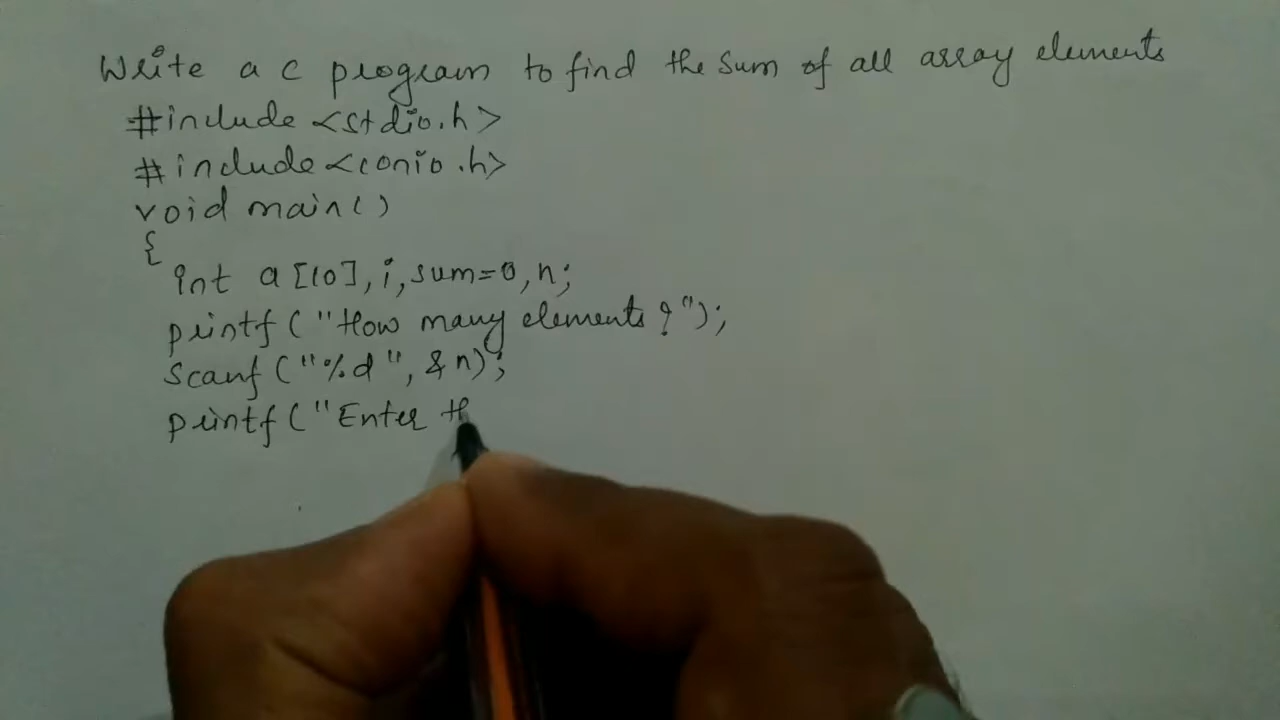 Write a c program to find the sum of all array elements
#include <stdio.h>
#include <conio.h>
void main()
{
int a[10], i, sum=0, n;
printf ("How many elements ?");
Scanf ("%d", &n);
printf ("Enter th